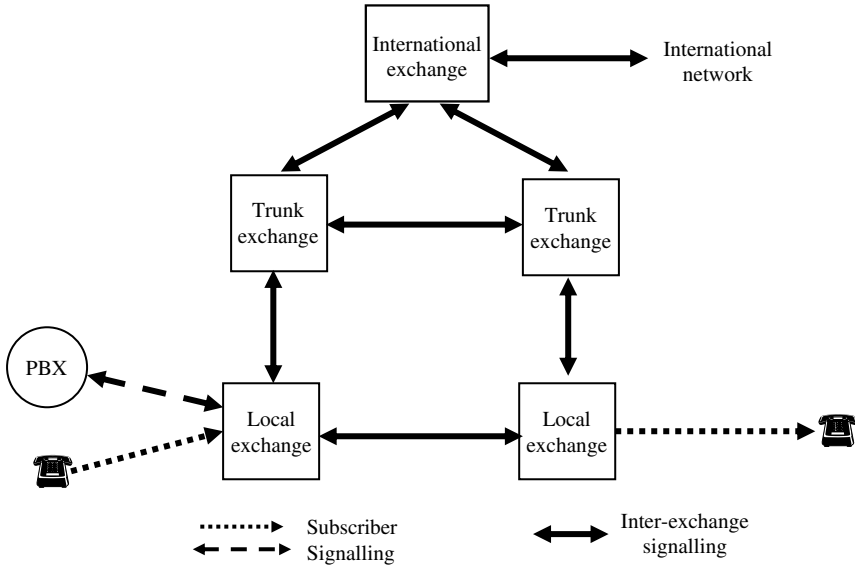 International
exchange
International
network
Trunk
exchange
Trunk
exchange
PBX
Local
exchange
Local
exchange
Subscriber
Signalling
Inter-exchange
signalling